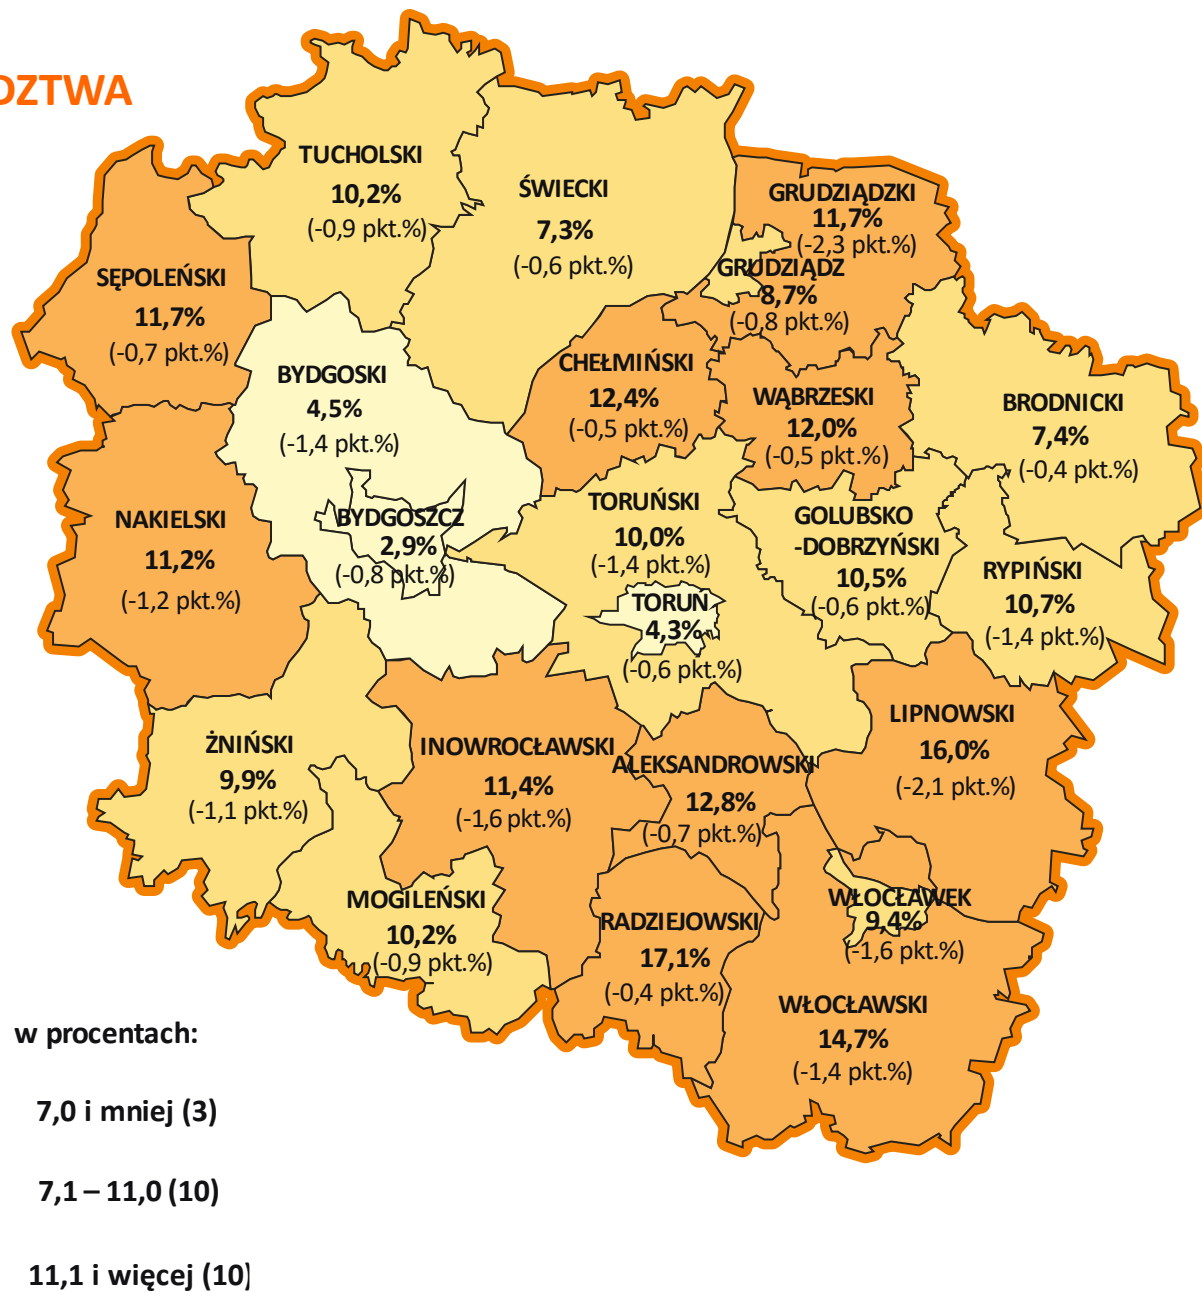 DZTWA
TUCHOLSKI
10,2%
(-0,9 pkt.%)
ŚWIECKI
7,3%
(-0,6 pkt.%)
GRUDZIĄDZKI
11,7%
(-2,3 pkt.%)
GRUDZIĄDZ
8,7%
(-0,8 pkt.%)
SĘPOLEŃSKI
11,7%
(-0,7 pkt.%)
BYDGOSKI
4,5%
(-1,4 pkt.%)
CHEŁMIŃSKI
12,4%
(-0,5 pkt.%)
WĄBRZESKI
12,0%
(-0,5 pkt.%)
BRODNICKI
7,4%
(-0,4 pkt.%)
NAKIELSKI
11,2%
(-1,2 pkt.%)
BYDGOSZCZ
2,9%
(-0,8 pkt.%)
TORUŃSKI
10,0%
(-1,4 pkt.%)
GOLUBSKO
-DOBRZYŃSKI
10,5%
(-0,6 pkt.%)
RYPIŃSKI
10,7%
(-1,4 pkt.%)
TORUŃ
4,3%
(-0,6 pkt.%)
ŻNIŃSKI
9,9%
(-1,1 pkt.%)
INOWROCŁAWSKI
11,4%
(-1,6 pkt.%)
ALEKSANDROWSKI
12,8%
(-0,7 pkt.%)
LIPNOWSKI
16,0%
(-2,1 pkt.%)
MOGILEŃSKI
10,2%
(-0,9 pkt.%)
RADZIEJOWSKI
17,1%
(-0,4 pkt.%)
WŁOCŁAWEK
9,4%
(-1,6 pkt.%)
WŁOCŁAWSKI
14,7%
(-1,4 pkt.%)
w procentach:
7,0 i mniej (3)
7,1 – 11,0 (10)
11,1 i więcej (10)